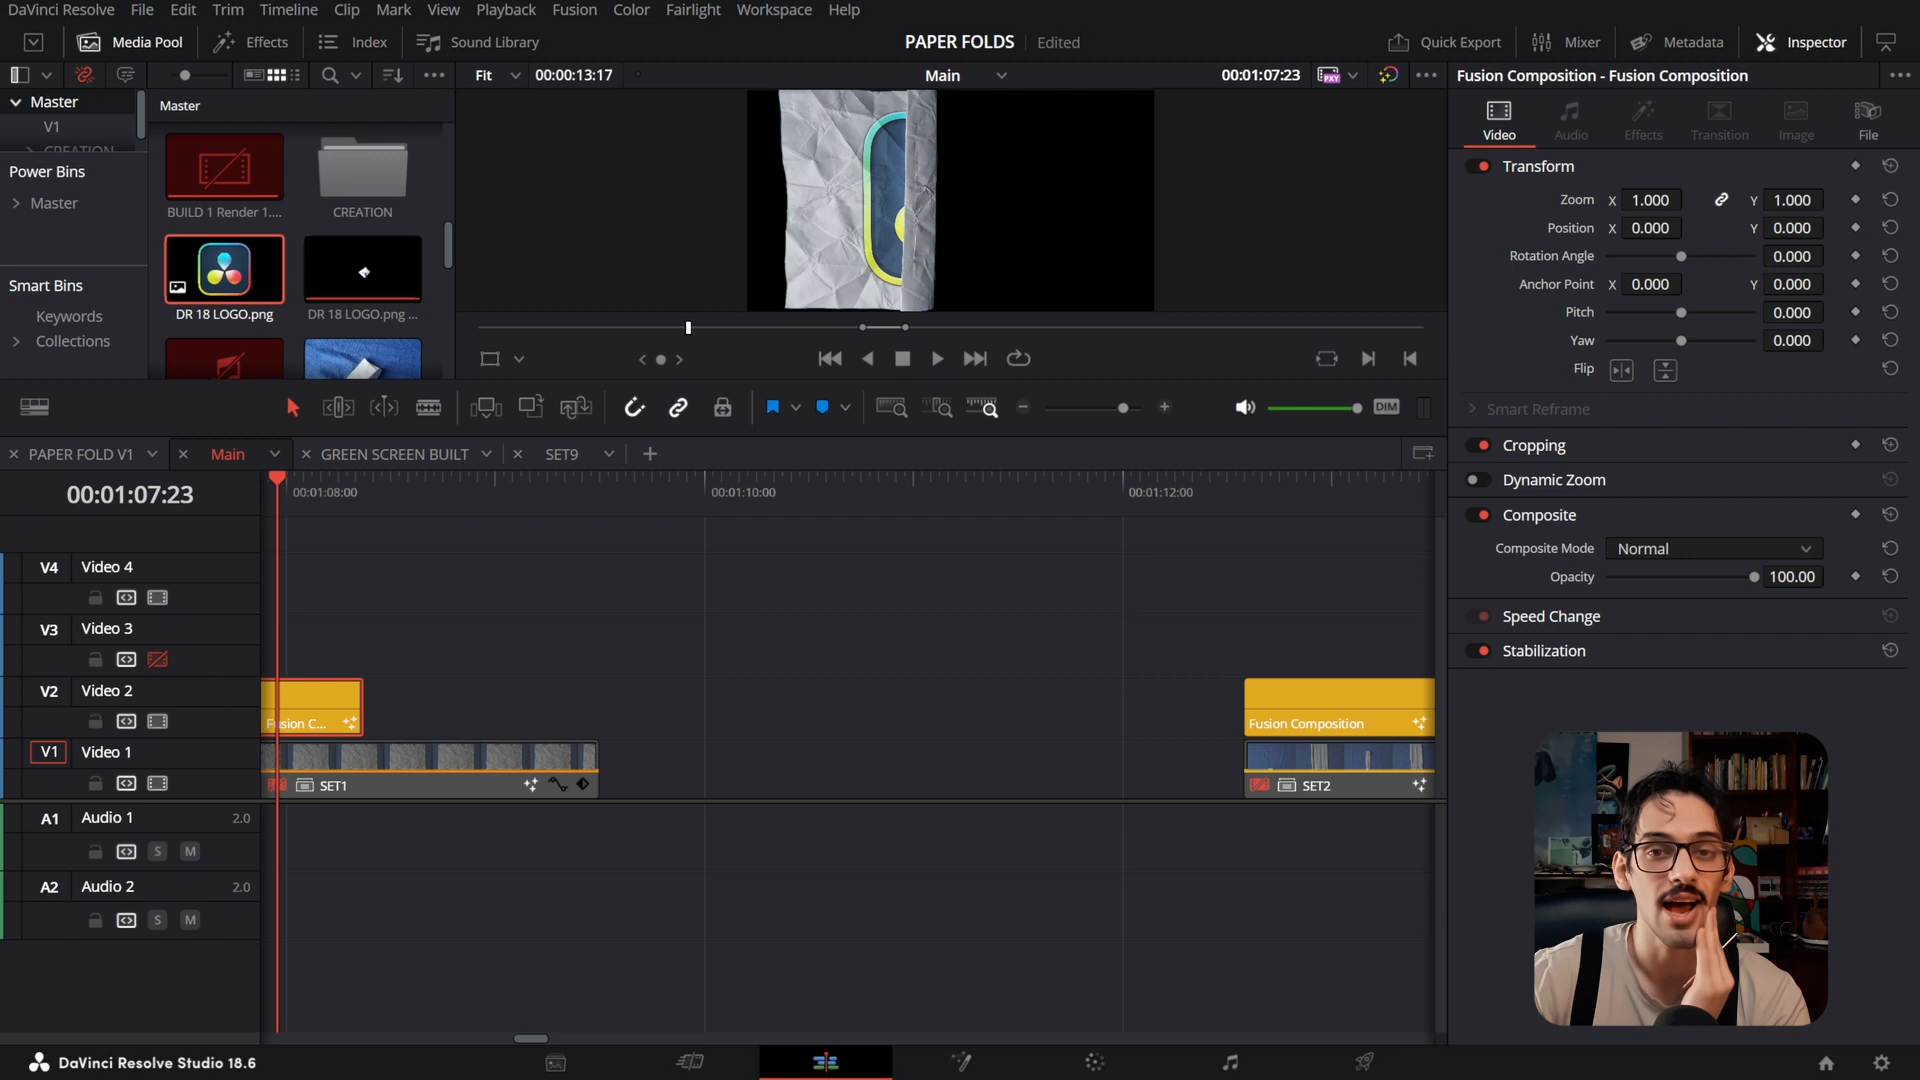 DaVinci Resolve File Edit Trim Timeline Clip Mark View Playback Fusion Color Fairlight Workspace Help
Media Pool Effects Index Sound Library PAPER FOLDS Edited Quick Export Mixer Metadata Inspector
Fit 00:00:13:17 Main 00:01:07:23 PXY Fusion Composition - Fusion Composition
Master
V1
CREATION
Power Bins
Master
Smart Bins
Keywords
Collections
Master
BUILD 1 Render 1....
CREATION
DR 18 LOGO.png
DR 18 LOGO.png ...
Video Audio Effects Transition Image File
Transform
Zoom X 1.000 Y 1.000
Position X 0.000 Y 0.000
Rotation Angle 0.000
Anchor Point X 0.000 Y 0.000
Pitch 0.000
Yaw 0.000
Flip
Smart Reframe
Cropping
Dynamic Zoom
Composite
Composite Mode Normal
Opacity 100.00
Speed Change
Stabilization
DIM
PAPER FOLD V1 Main GREEN SCREEN BUILT SET9
00:01:07:23 00:01:08:00 00:01:10:00 00:01:12:00
V4 Video 4
V3 Video 3
V2 Video 2
Fusion C... Fusion Composition
V1 Video 1
SET1 SET2
A1 Audio 1 2.0
S M
A2 Audio 2 2.0
S M
DaVinci Resolve Studio 18.6